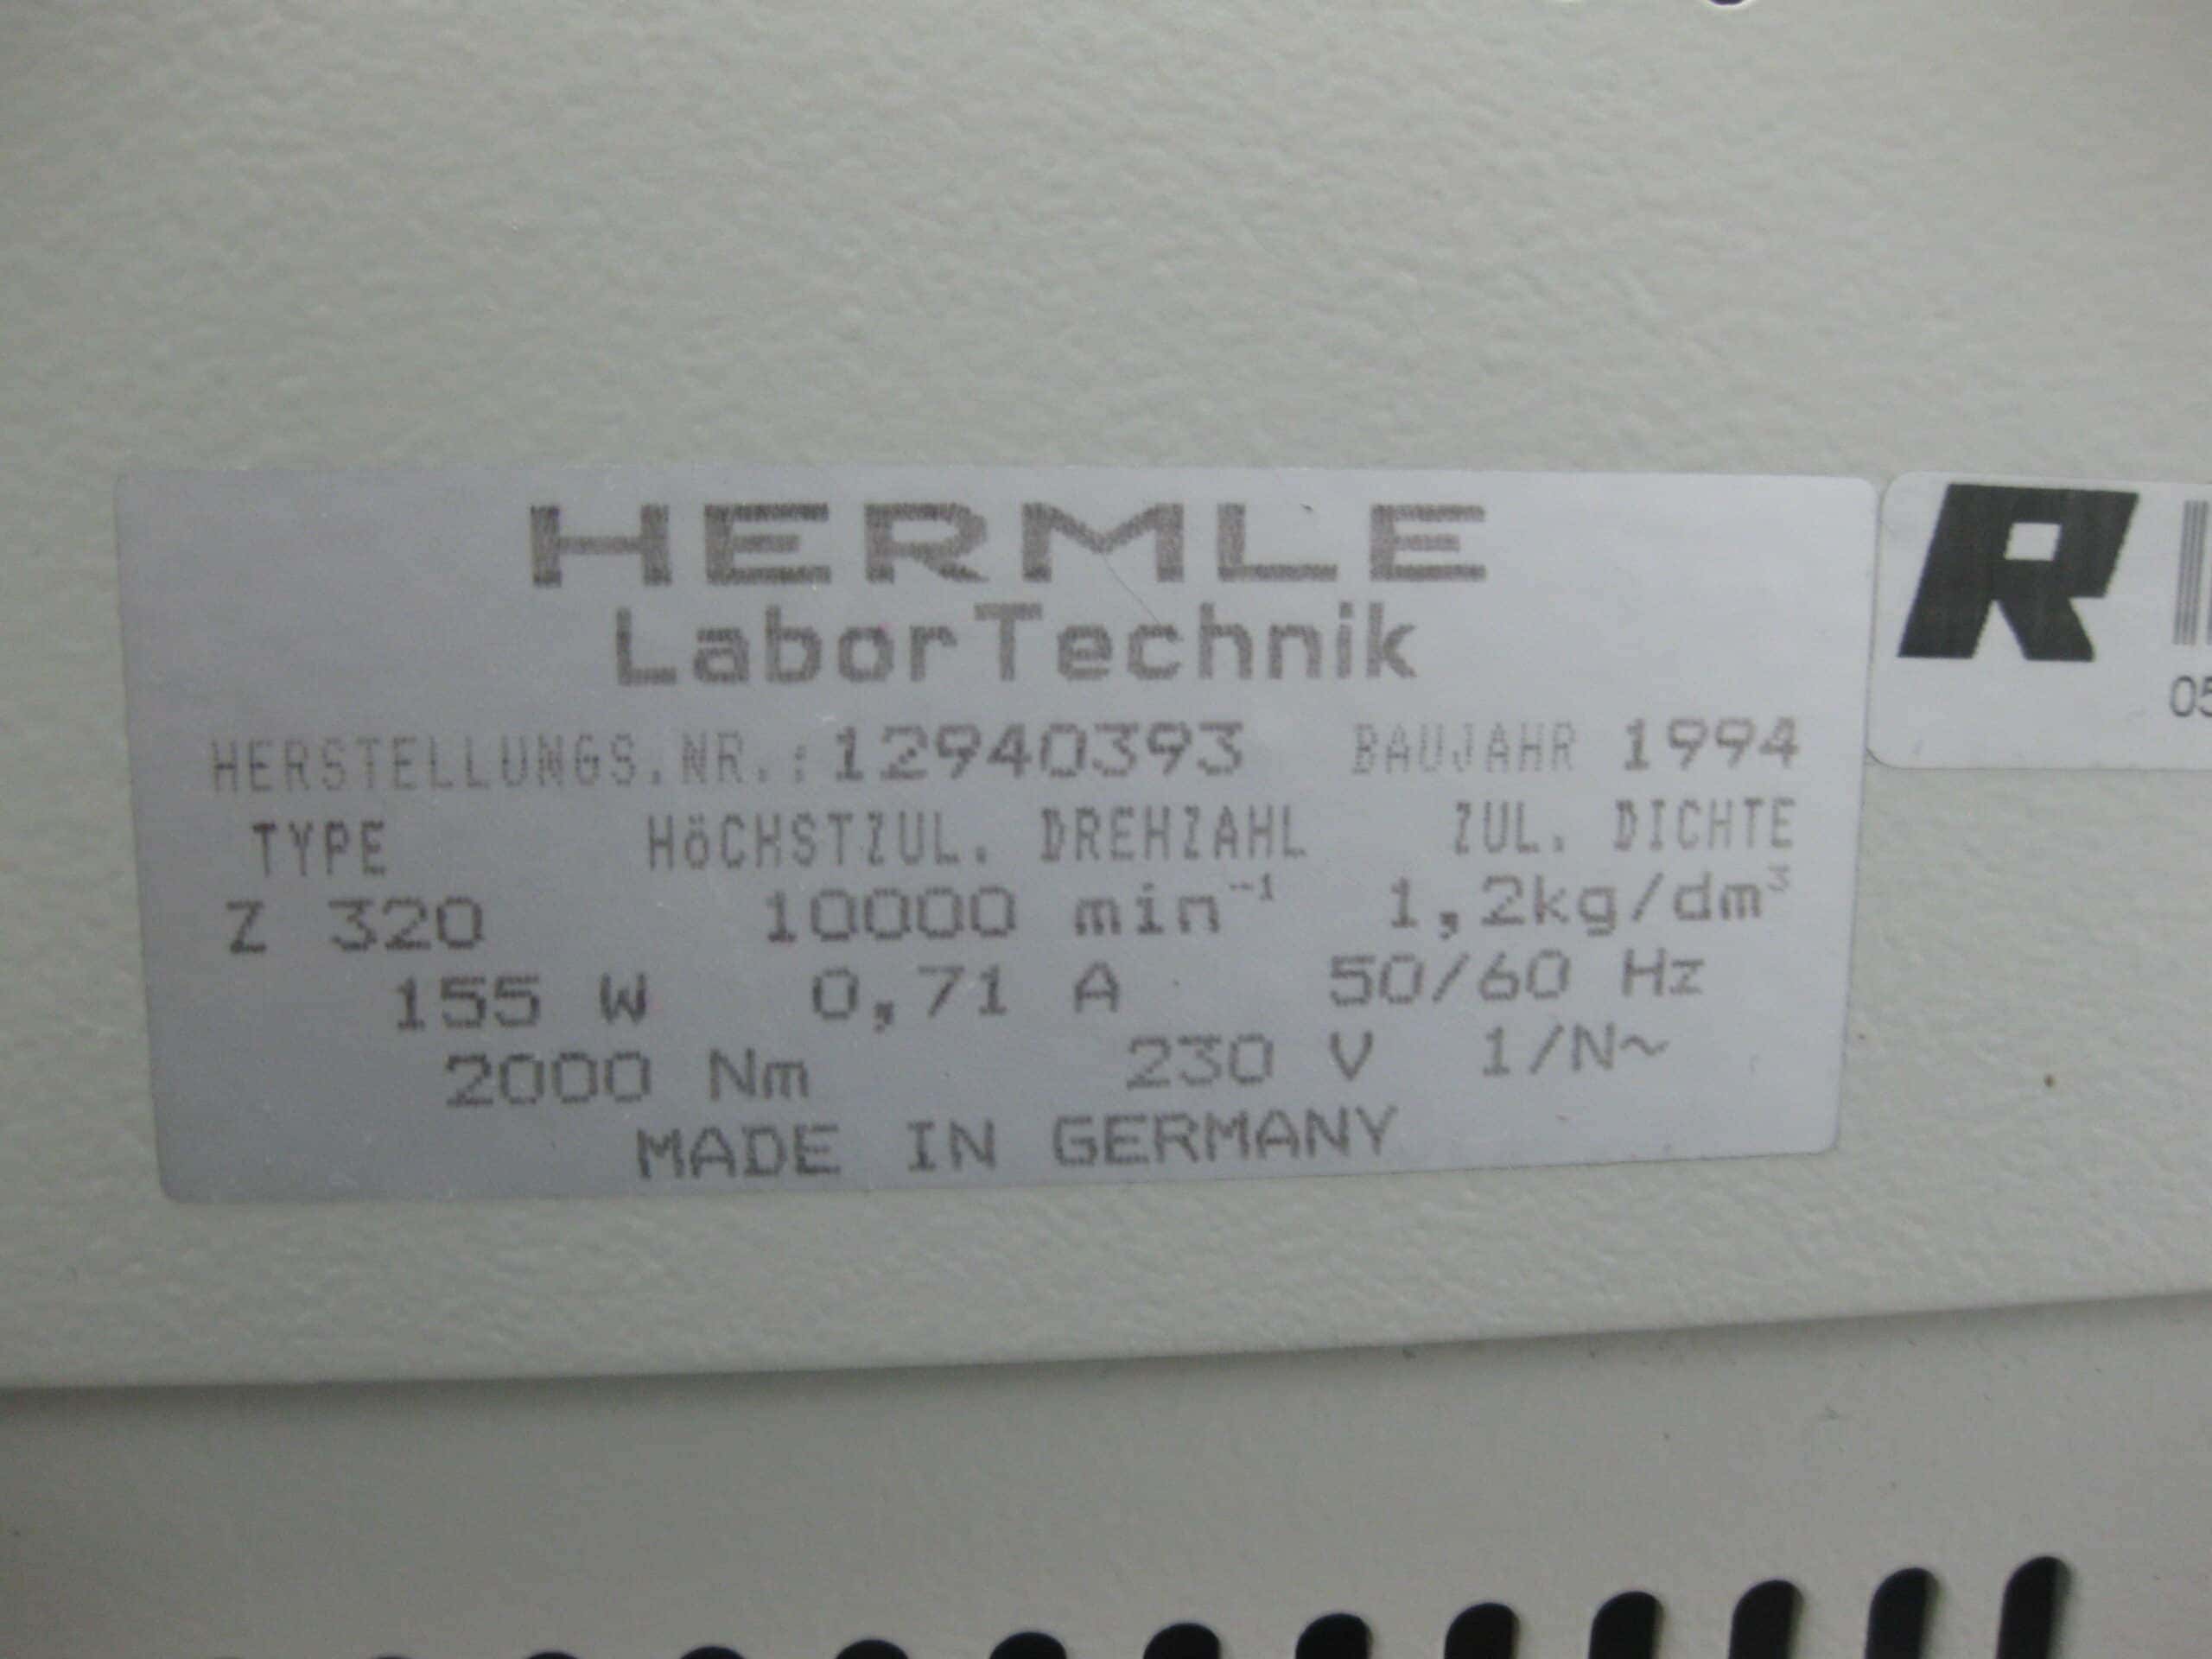 HERMLE
LaborTechnik
HERSTELLUNGS.NR.:12940393 BAUJAHR 1994
TYPE HöCHSTZUL. DREHZAHL ZUL. DICHTE
Z 320 10000 min⁻¹ 1,2kg/dm³
155 W 0,71 A 50/60 Hz
2000 Nm 230 V 1/N~
MADE IN GERMANY
R
05